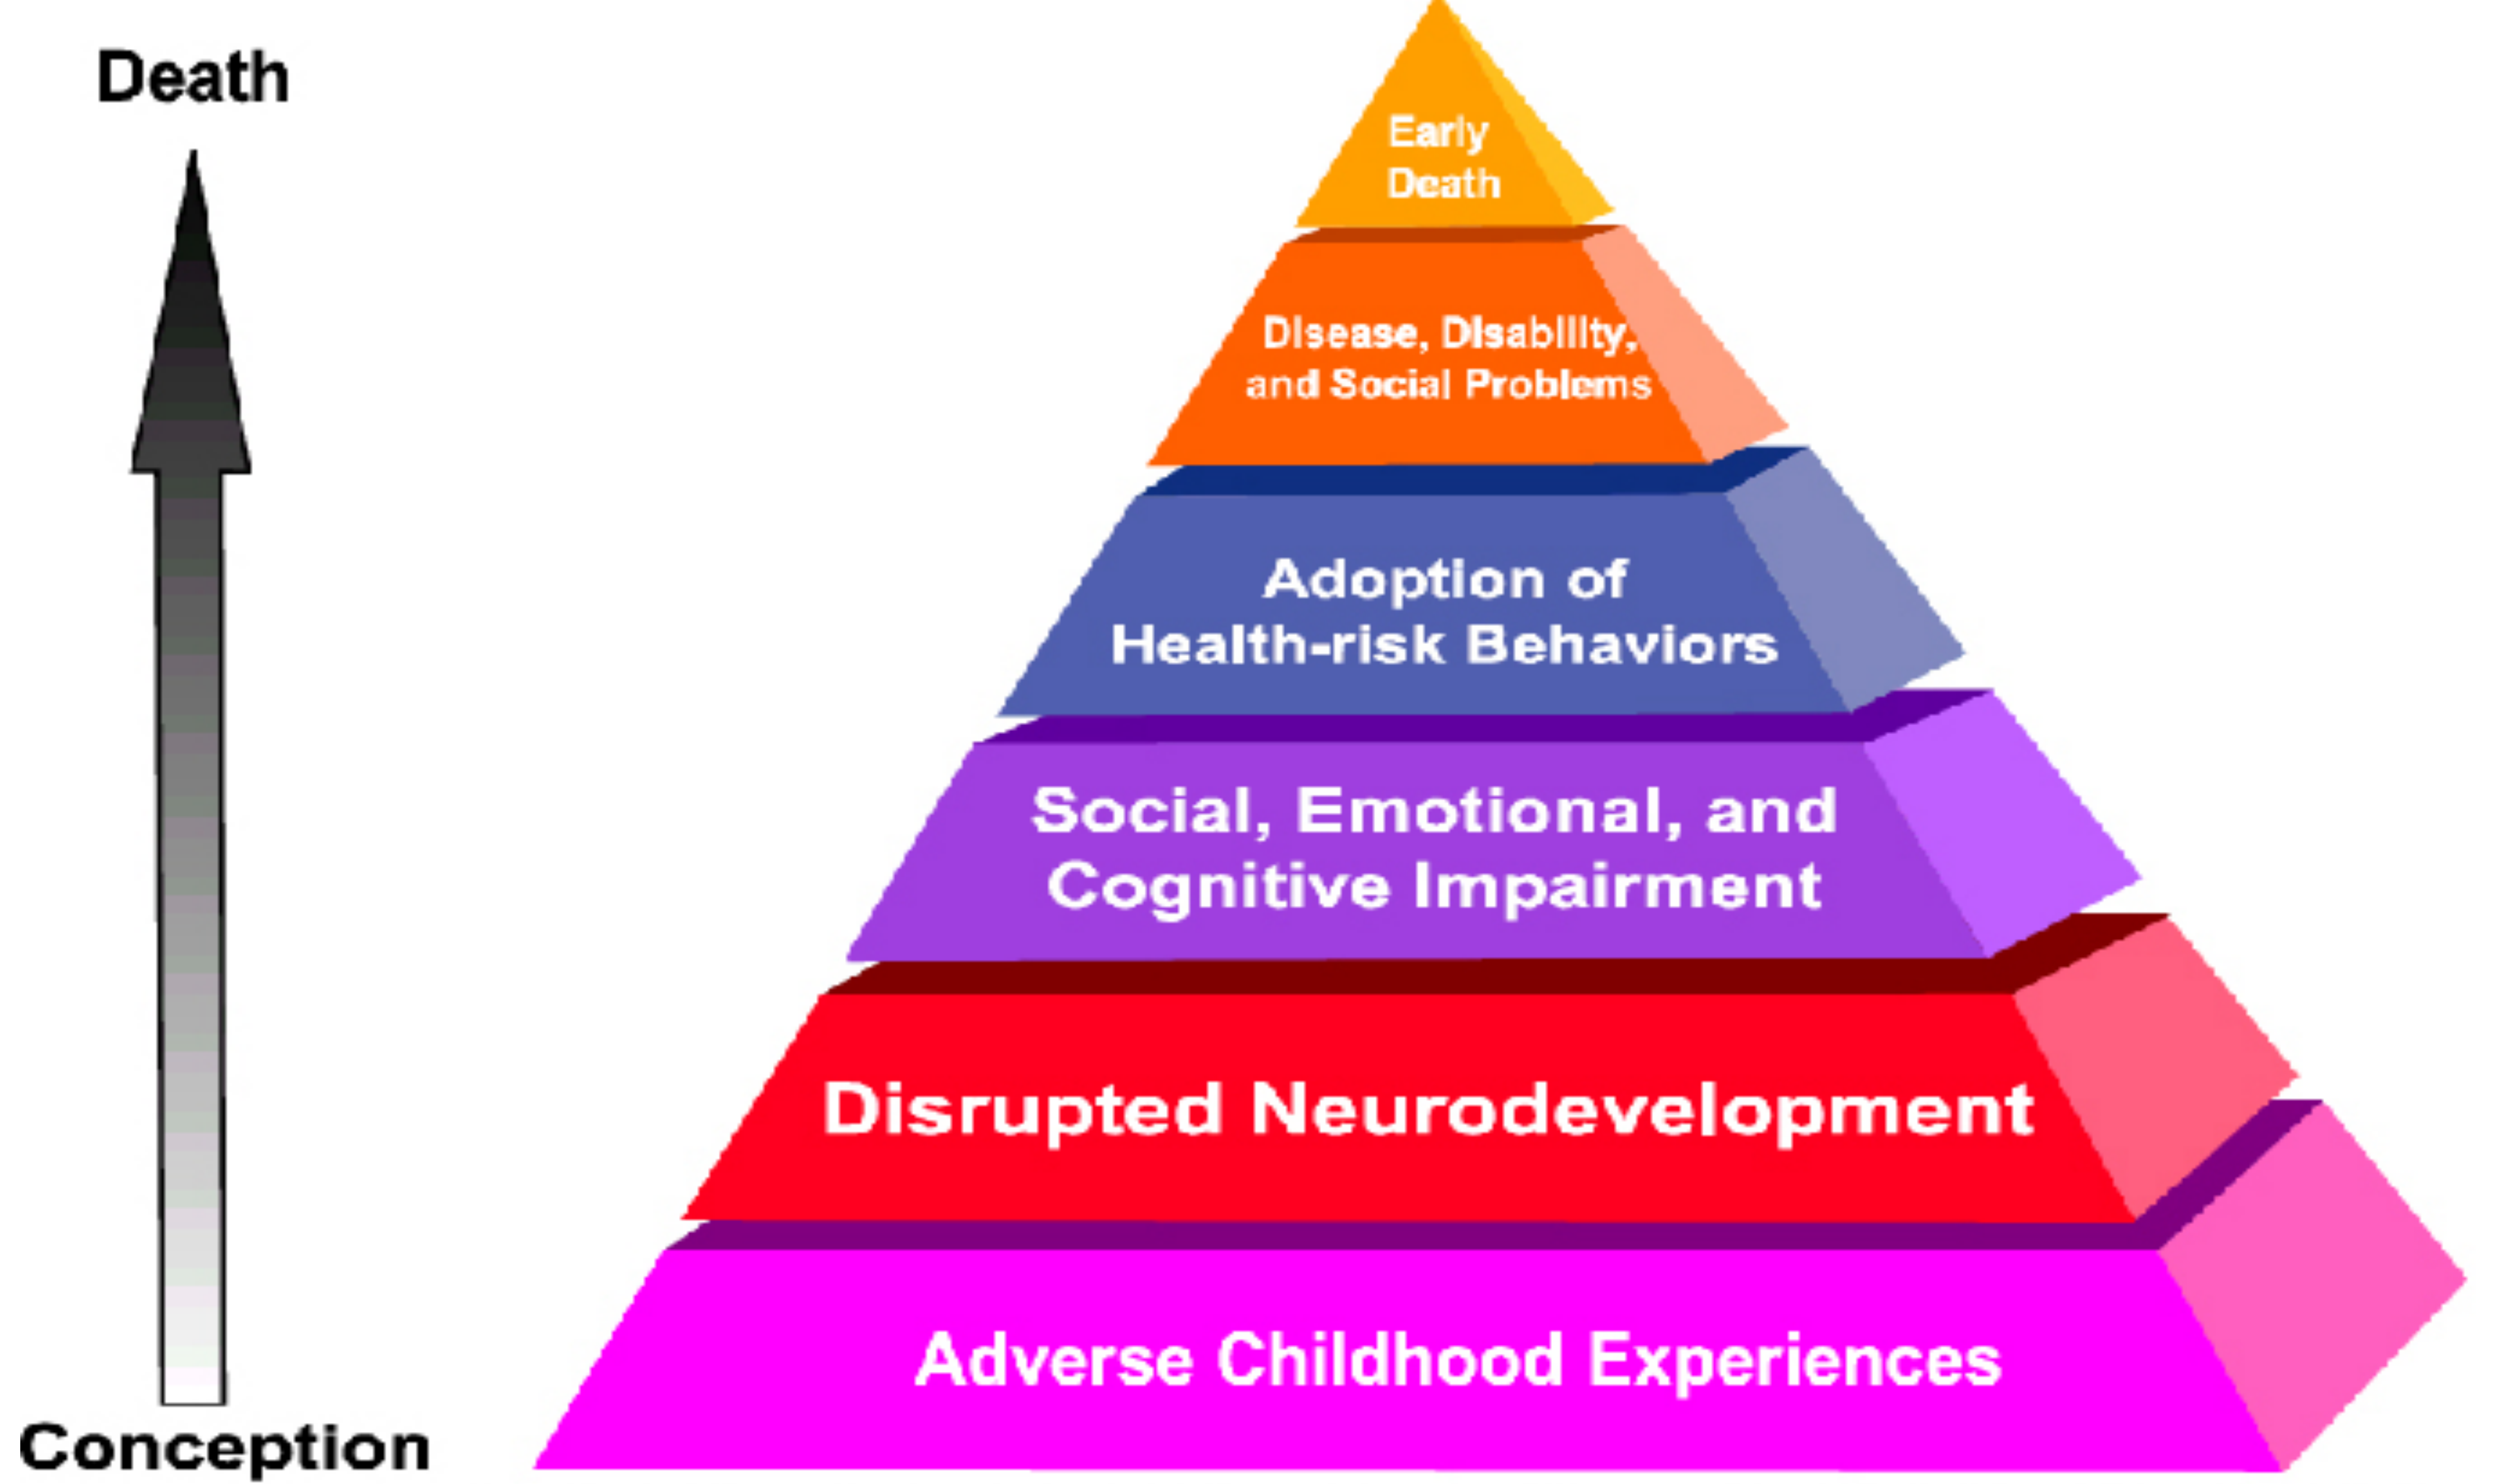 Death
Early
Death
Disease, Disability,
and Social Problems
Adoption of
Health-risk Behaviors
Social, Emotional, and
Cognitive Impairment
Disrupted Neurodevelopment
Adverse Childhood Experiences
Conception